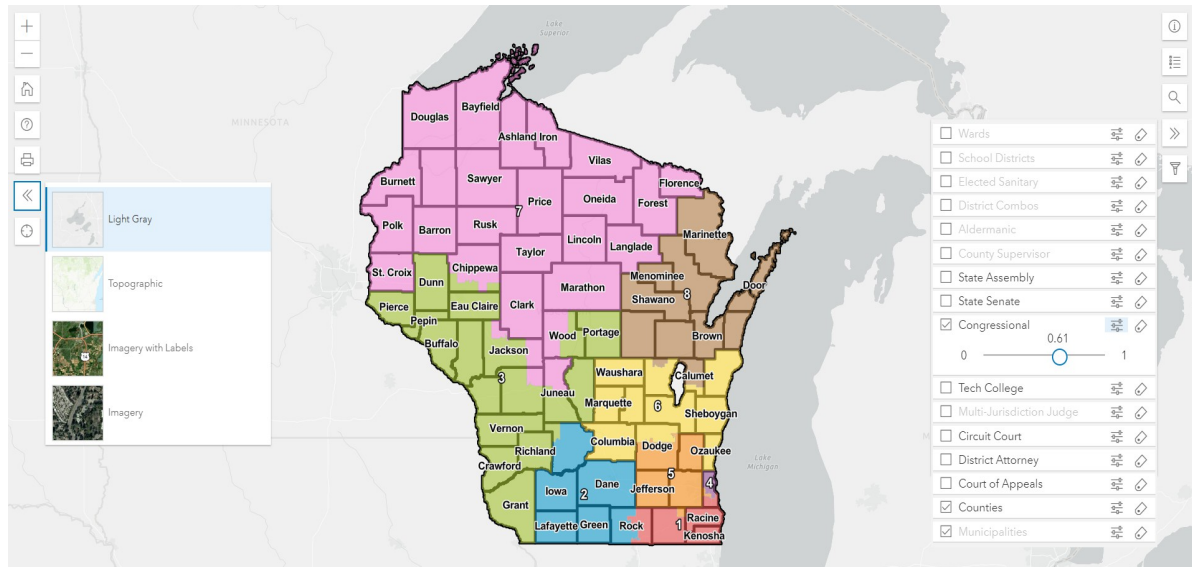 Lake
Superior
MINNESOTA
Light Gray
Topographic
Imagery with Labels
Imagery
Bayfield
Douglas
Ashland Iron
Vilas
Burnett
Sawyer
Florence
Price
Oneida
Forest
7
Polk
Barron
Rusk
Marinette
Lincoln
Langlade
Taylor
St. Croix
Chippewa
Menominee
Dunn
Door
Marathon
Shawano
8
Pierce
Eau Claire
Clark
Pepin
Wood
Portage
Brown
Buffalo
Jackson
Waushara
Calumet
3
Juneau
Marquette
6
Sheboygan
Vernon
Columbia
Dodge
Ozaukee
Richland
Crawford
5
4
Iowa
2
Dane
Jefferson
Grant
Racine
Lafayette
Green
Rock
1
Kenosha
Lake
Michigan
Wards
School Districts
Elected Sanitary
District Combos
Aldermanic
County Supervisor
State Assembly
State Senate
Congressional
0.61
0
1
Tech College
Multi-Jurisdiction Judge
Circuit Court
District Attorney
Court of Appeals
Counties
Municipalities